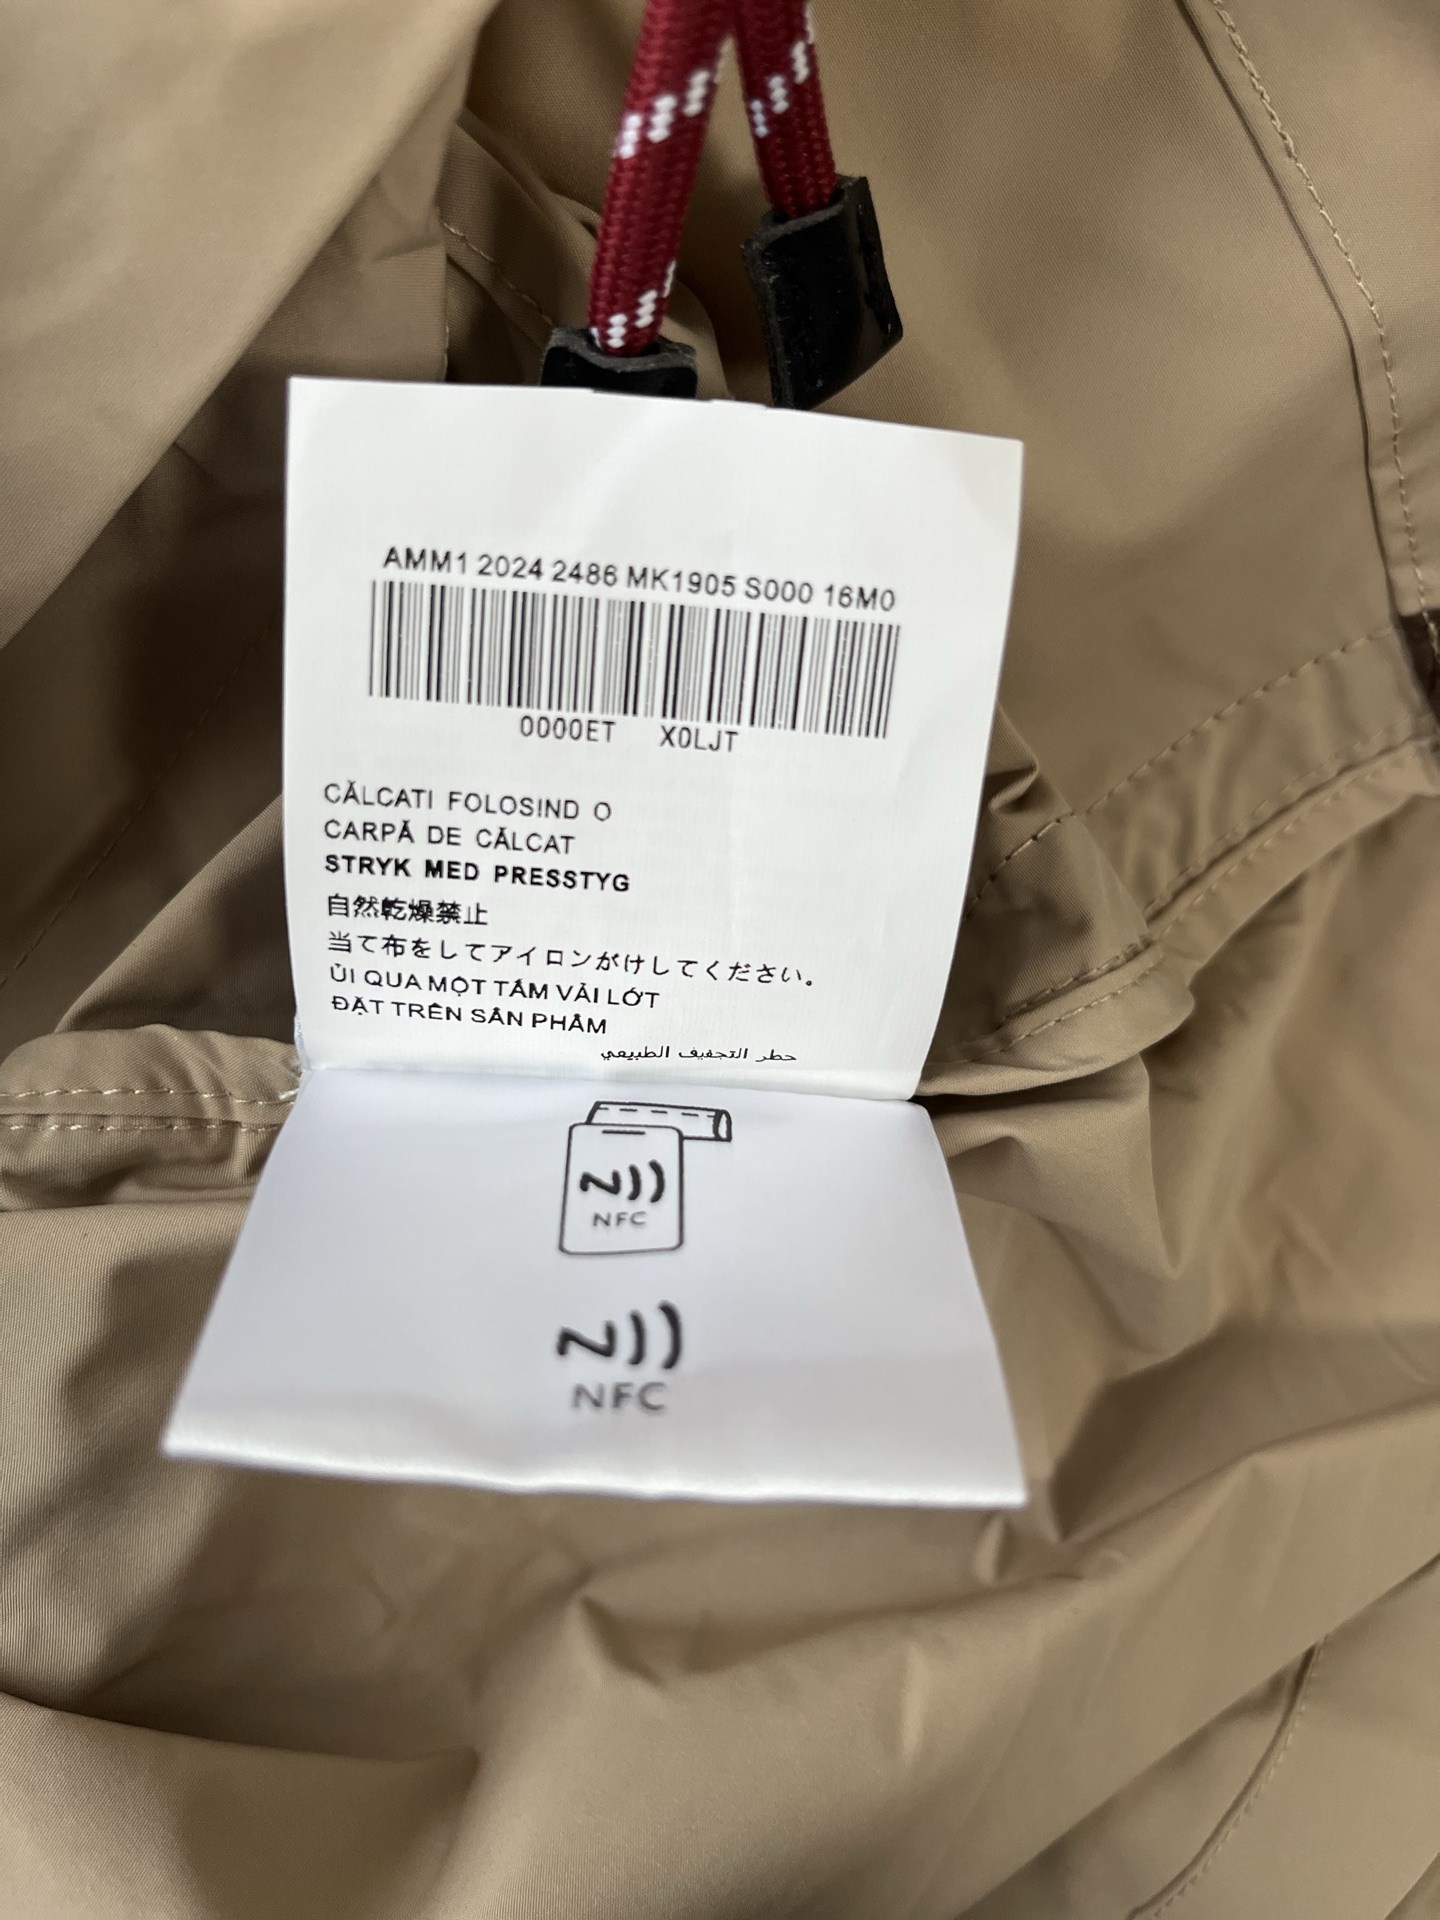 AMM1 2024 2486 MK1905 S000 16M0
0000ET X0LJT
CĂLCATI FOLOSIND O
CARPĂ DE CĂLCAT
STRYK MED PRESSTYG
自然乾燥禁止
当て布をしてアイロンがけしてください。
ỦI QUA MỘT TẤM VẢI LÓT
ĐẶT TRÊN SẢN PHẨM
حظر التجفيف الطبيعي
NFC
NFC